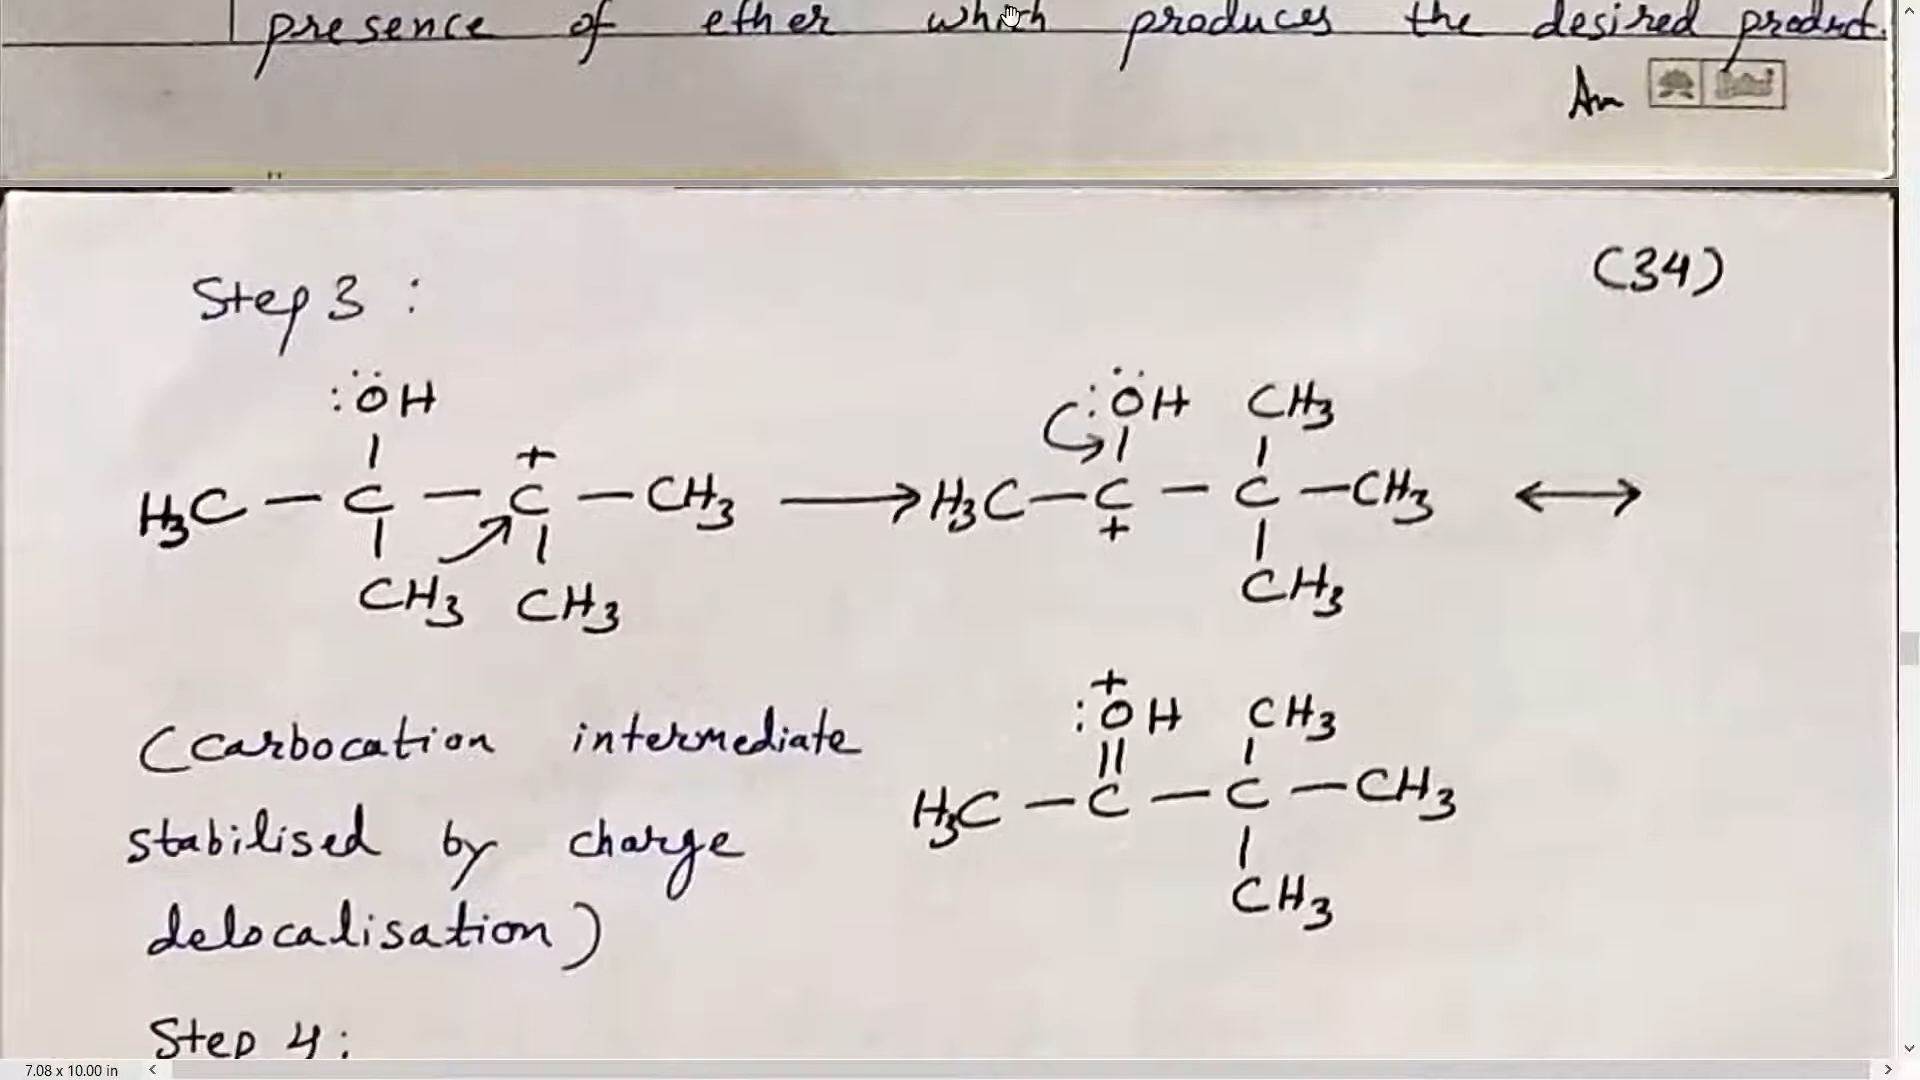 presence of ether which produces the desired product.
An
(34)
Step 3 :
:ÖH
H3C — C — C+ — CH3 ⟶ H3C — C+ — C — CH3 ⟷
CH3 CH3
:ÖH CH3
CH3
(carbocation intermediate
stabilised by charge
delocalisation)
+
:OH CH3
||
H3C — C — C — CH3
CH3
Step 4 :
7.08 x 10.00 in